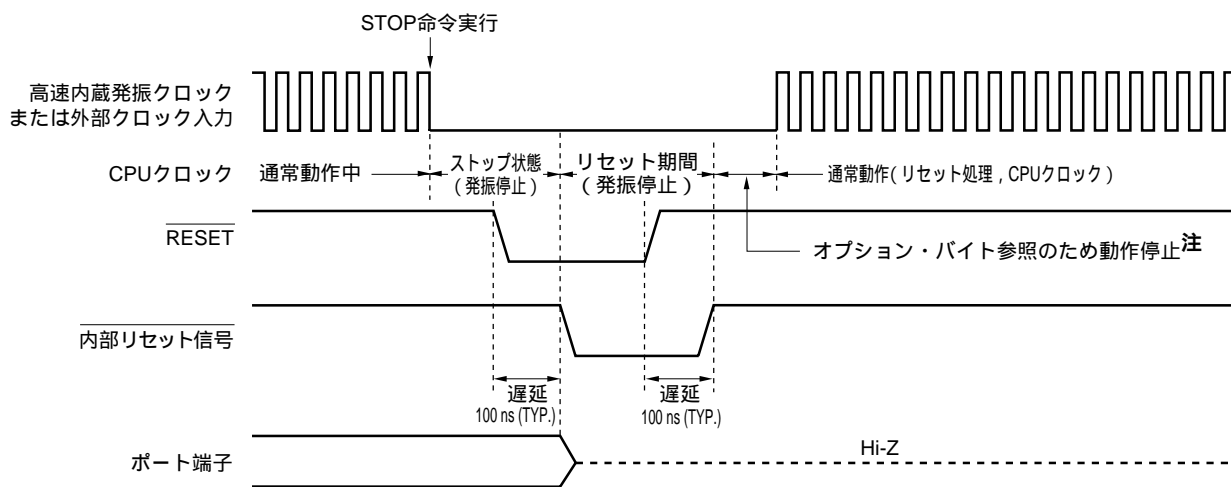 STOP命令実行
高速内蔵発振クロック
または外部クロック入力
CPUクロック
通常動作中
ストップ状態
(発振停止)
リセット期間
(発振停止)
通常動作(リセット処理,CPUクロック)
RESET
オプション・バイト参照のため動作停止注
内部リセット信号
遅延
100 ns (TYP.)
遅延
100 ns (TYP.)
ポート端子
Hi-Z